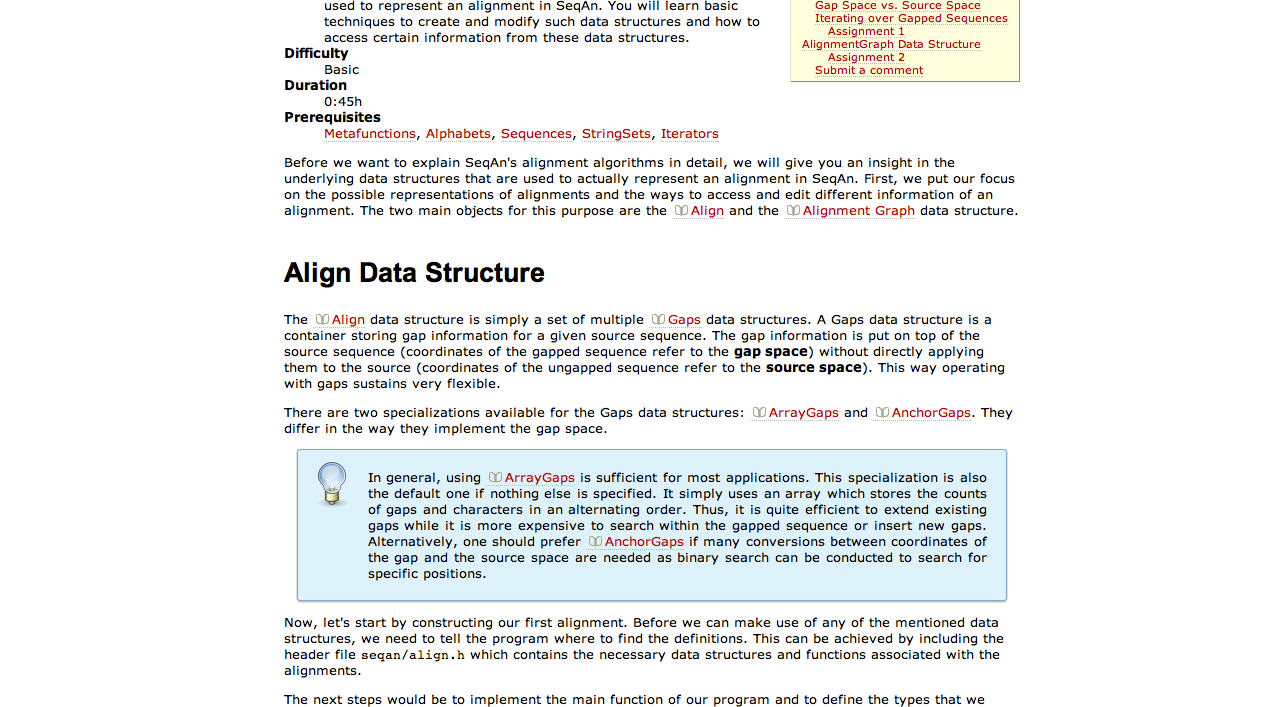 used to represent an alignment in SeqAn. You will learn basic
techniques to create and modify such data structures and how to
access certain information from these data structures.
Difficulty
Basic
Duration
0:45h
Prerequisites
Metafunctions, Alphabets, Sequences, StringSets, Iterators
Gap Space vs. Source Space
Iterating over Gapped Sequences
Assignment 1
AlignmentGraph Data Structure
Assignment 2
Submit a comment
Before we want to explain SeqAn's alignment algorithms in detail, we will give you an insight in the
underlying data structures that are used to actually represent an alignment in SeqAn. First, we put our focus
on the possible representations of alignments and the ways to access and edit different information of an
alignment. The two main objects for this purpose are the Align and the Alignment Graph data structure.
Align Data Structure
The Align data structure is simply a set of multiple Gaps data structures. A Gaps data structure is a
container storing gap information for a given source sequence. The gap information is put on top of the
source sequence (coordinates of the gapped sequence refer to the gap space) without directly applying
them to the source (coordinates of the ungapped sequence refer to the source space). This way operating
with gaps sustains very flexible.
There are two specializations available for the Gaps data structures: ArrayGaps and AnchorGaps. They
differ in the way they implement the gap space.
In general, using ArrayGaps is sufficient for most applications. This specialization is also
the default one if nothing else is specified. It simply uses an array which stores the counts
of gaps and characters in an alternating order. Thus, it is quite efficient to extend existing
gaps while it is more expensive to search within the gapped sequence or insert new gaps.
Alternatively, one should prefer AnchorGaps if many conversions between coordinates of
the gap and the source space are needed as binary search can be conducted to search for
specific positions.
Now, let's start by constructing our first alignment. Before we can make use of any of the mentioned data
structures, we need to tell the program where to find the definitions. This can be achieved by including the
header file seqan/align.h which contains the necessary data structures and functions associated with the
alignments.
The next steps would be to implement the main function of our program and to define the types that we